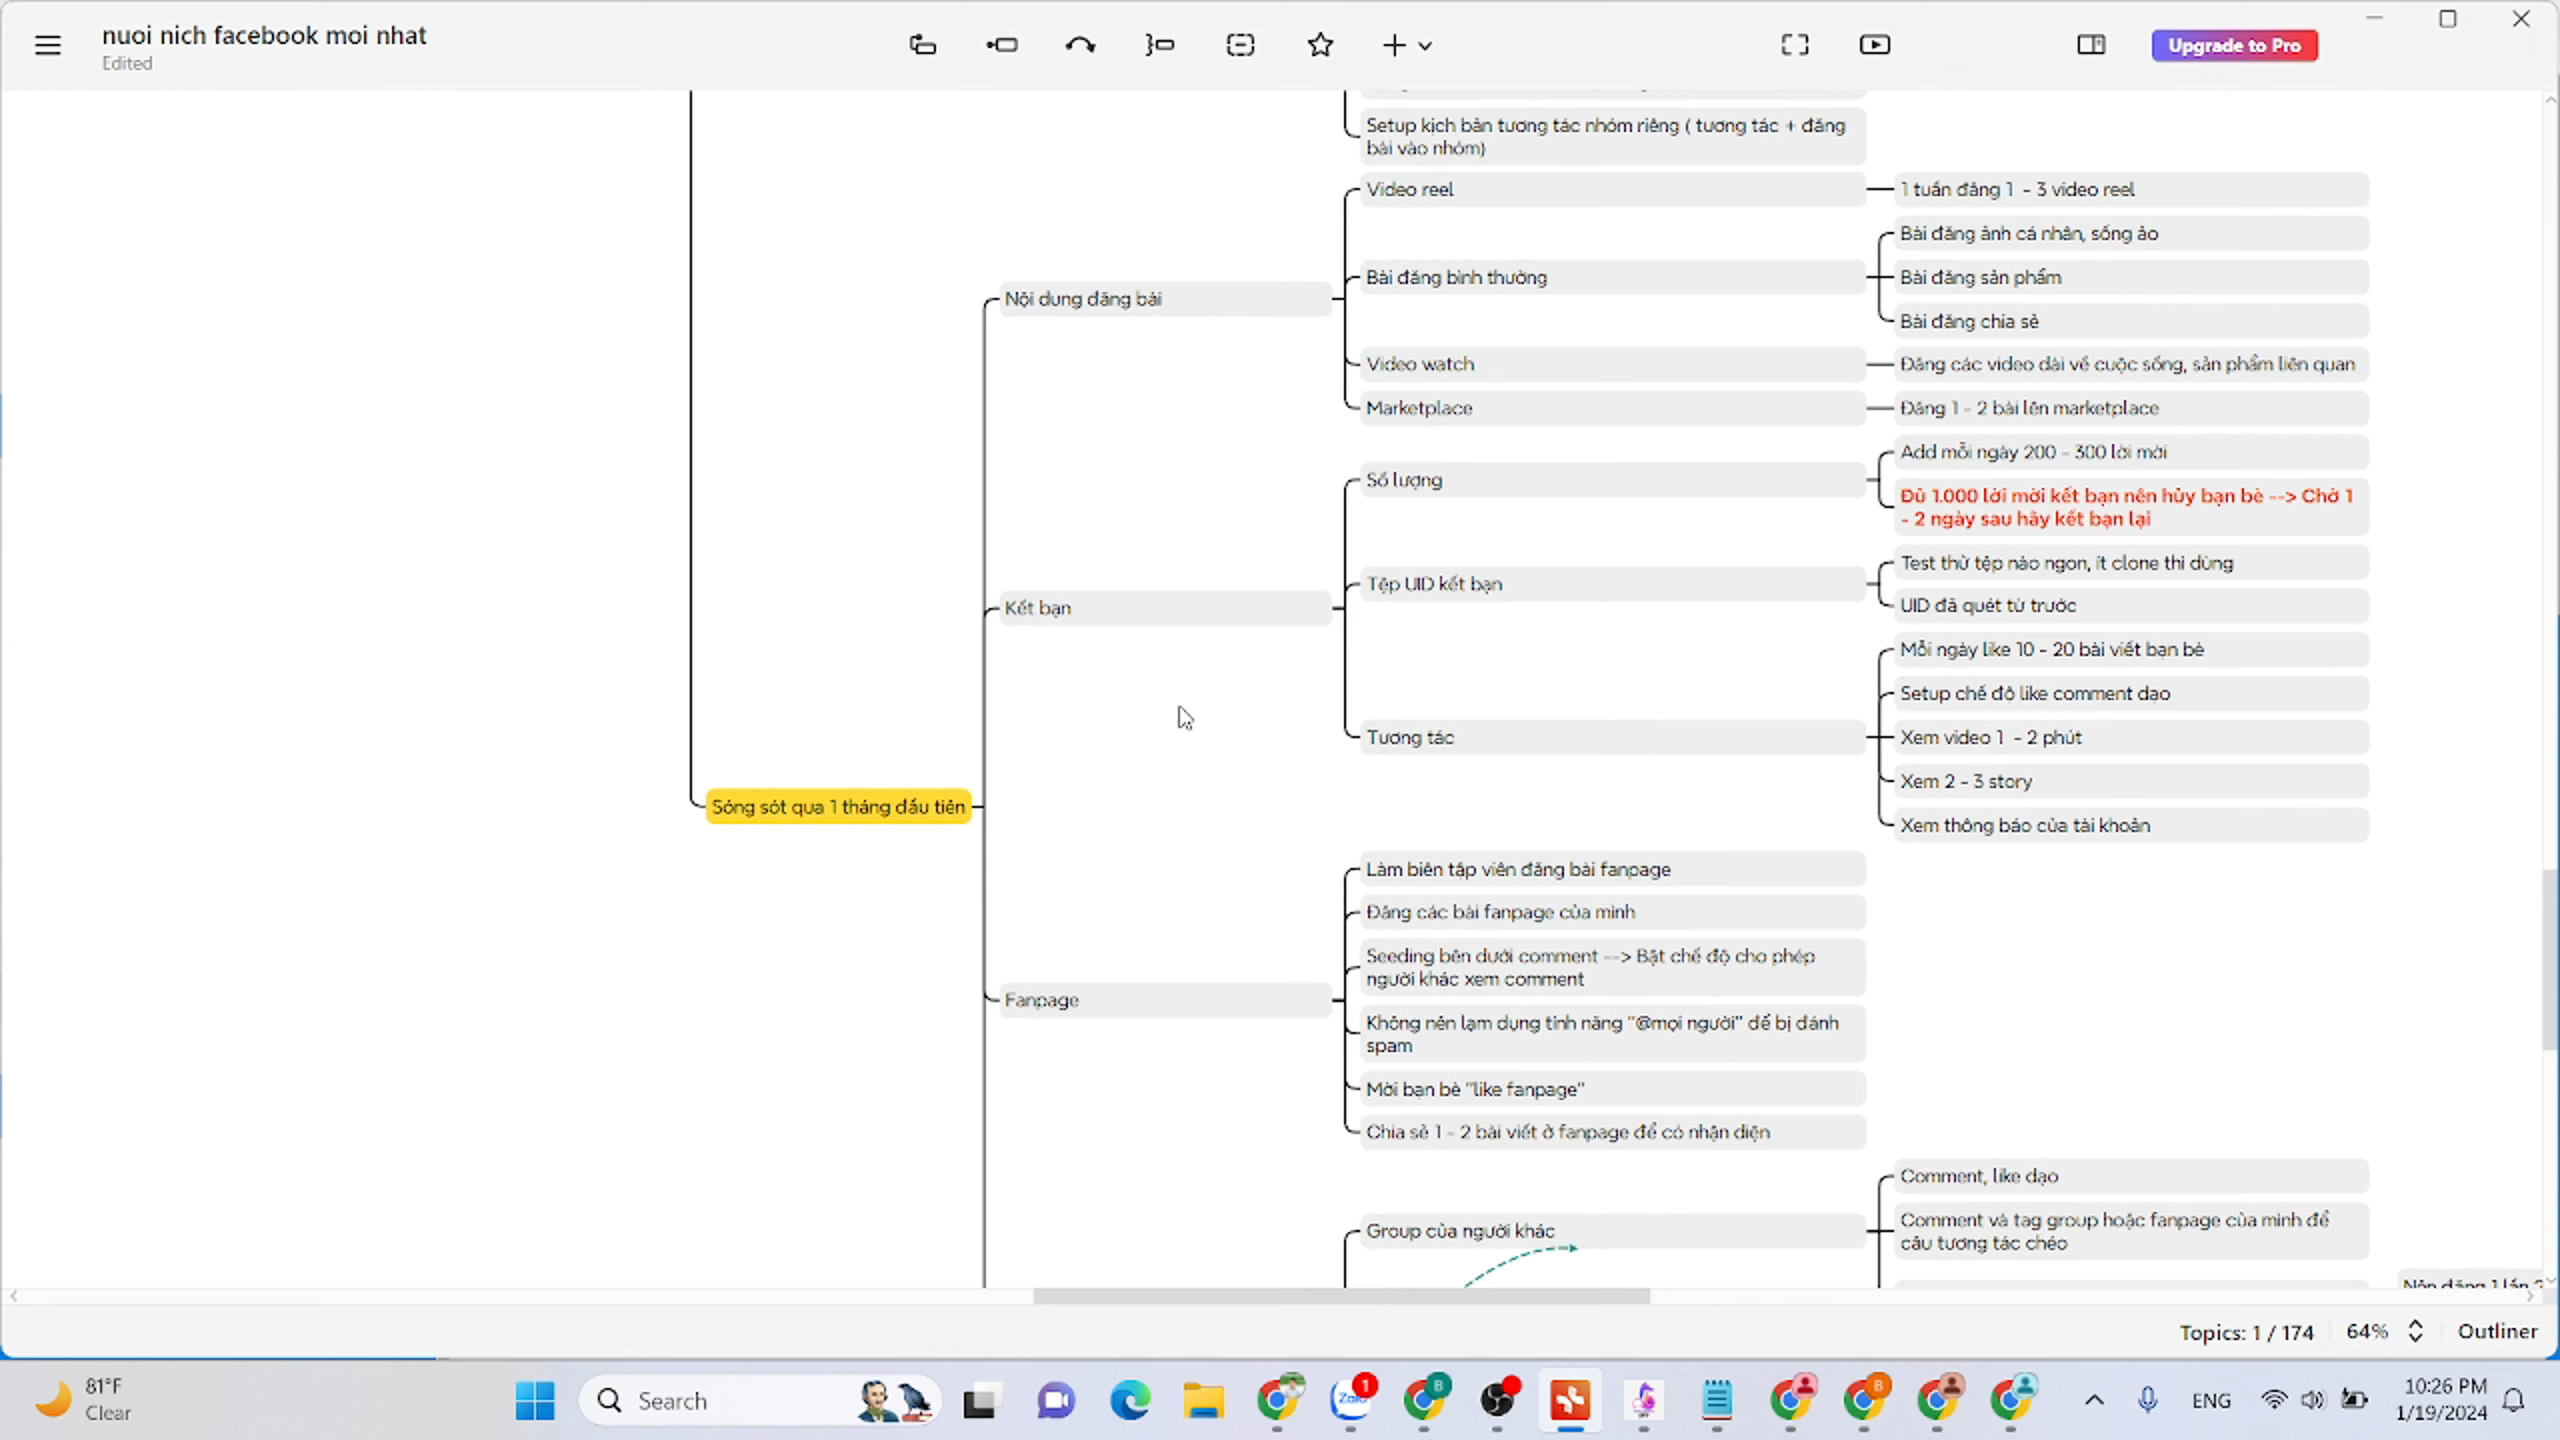 nuoi nich facebook moi nhat
Edited
Upgrade to Pro
Setup kịch bản tương tác nhóm riêng ( tương tác + đăng
bài vào nhóm)
Video reel
1 tuần đăng 1 - 3 video reel
Bài đăng ảnh cá nhân, sống ảo
Bài đăng bình thường
Bài đăng sản phẩm
Nội dung đăng bài
Bài đăng chia sẻ
Video watch
Đăng các video dài về cuộc sống, sản phẩm liên quan
Marketplace
Đăng 1 - 2 bài lên marketplace
Add mỗi ngày 200 - 300 lời mời
Số lượng
Đủ 1.000 lời mời kết bạn nên hủy bạn bè --> Chờ 1
- 2 ngày sau hãy kết bạn lại
Test thử tệp nào ngon, ít clone thì dùng
Tệp UID kết bạn
Kết bạn
UID đã quét từ trước
Mỗi ngày like 10 - 20 bài viết bạn bè
Setup chế độ like comment dạo
Tương tác
Xem video 1 - 2 phút
Xem 2 - 3 story
Sống sót qua 1 tháng đầu tiên
Xem thông báo của tài khoản
Làm biên tập viên đăng bài fanpage
Đăng các bài fanpage của mình
Seeding bên dưới comment --> Bật chế độ cho phép
người khác xem comment
Fanpage
Không nên lạm dụng tính năng "@mọi người" để bị đánh
spam
Mời bạn bè "like fanpage"
Chia sẻ 1 - 2 bài viết ở fanpage để có nhận diện
Comment, like dạo
Group của người khác
Comment và tag group hoặc fanpage của mình để
câu tương tác chéo
Nên đăng 1 lần
Topics: 1 / 174
64%
Outliner
81°F
Clear
Search
Zalo
1
B
B
ENG
10:26 PM
1/19/2024